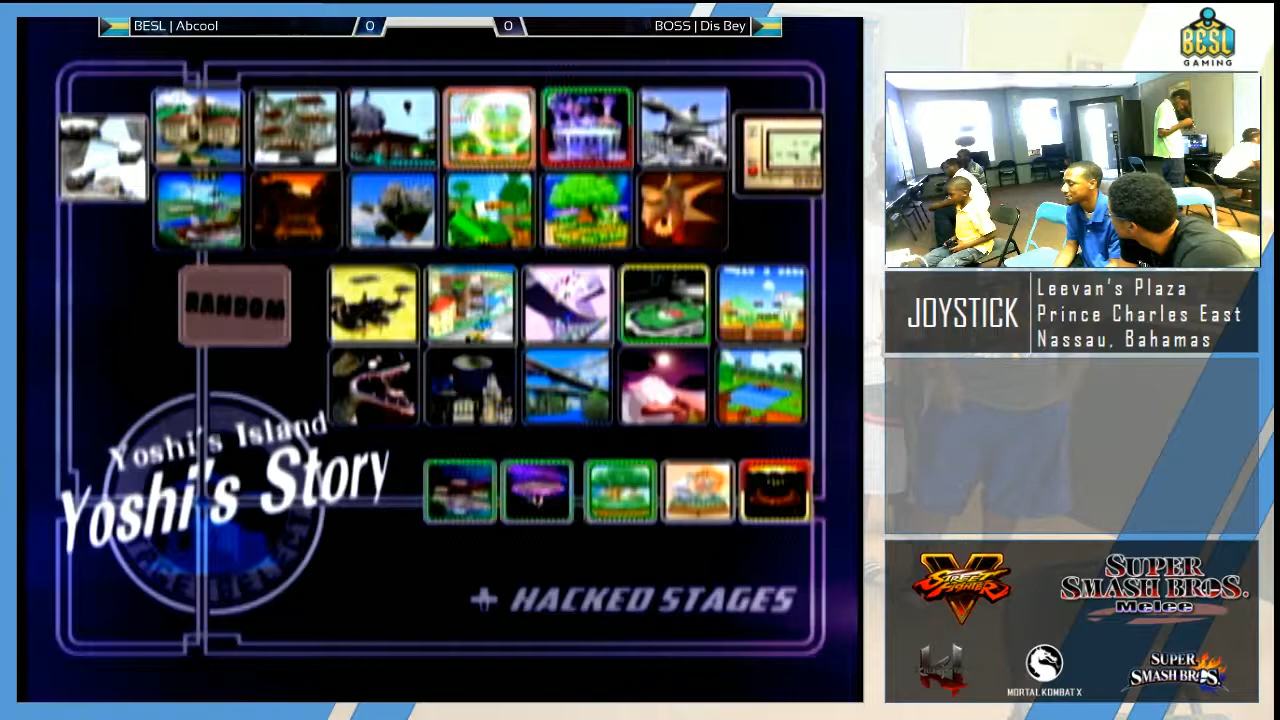 BESL | Abcool 0 0 BOSS | Dis Bey
BESL
GAMING
JOYSTICK
Leevan's Plaza
Prince Charles East
Nassau, Bahamas
RANDOM
Yoshi's Island
Yoshi's Story
+ HACKED STAGES
STREET FIGHTER V
SUPER
SMASH BROS.
Melee
MORTAL KOMBAT X
SUPER
SMASH BROS.